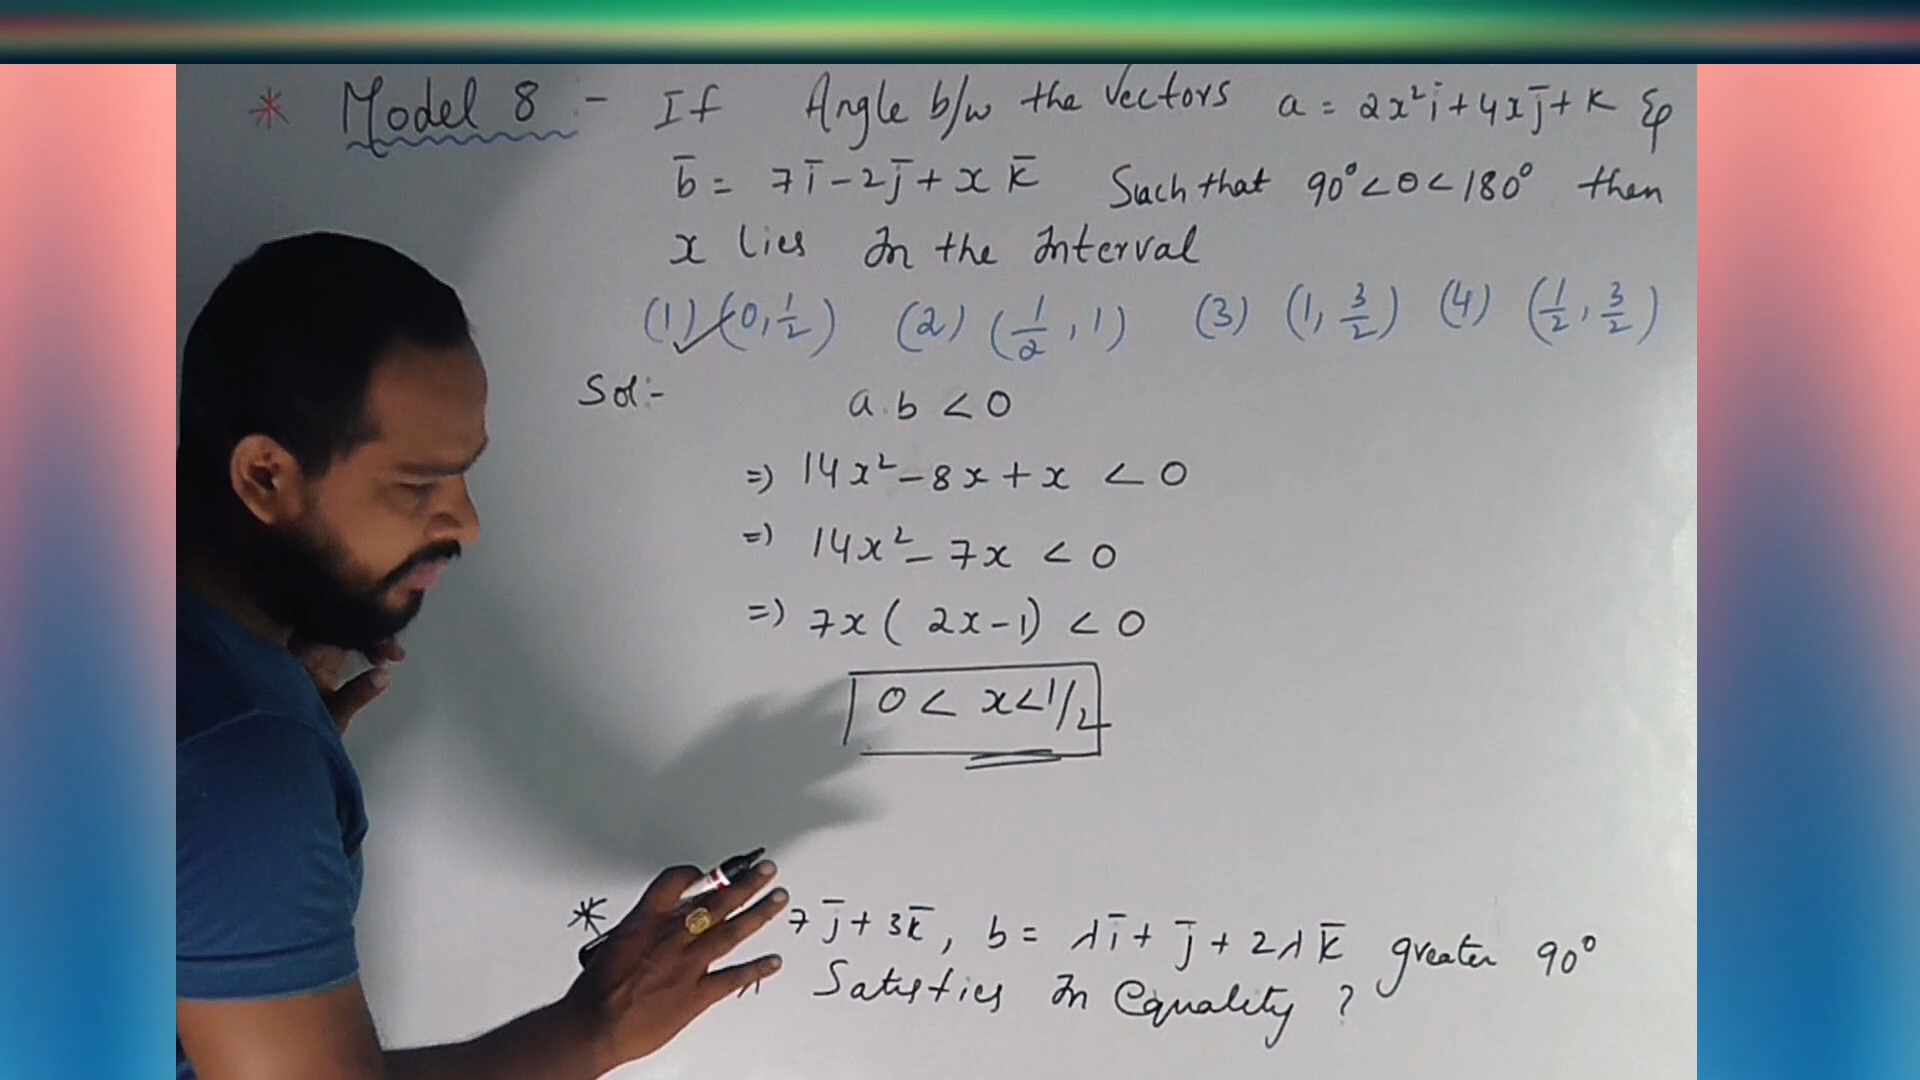 * Model 8 :- If Angle b/w the Vectors a = 2x²i + 4xj̄ + k &
b̄ = 7ī - 2j̄ + x k̄ Such that 90° < θ < 180° then
x lies In the Interval
(1) (0, 1/2) (2) (1/2, 1) (3) (1, 3/2) (4) (1/2, 3/2)
Sol:-
a.b < 0
=) 14x² - 8x + x < 0
=) 14x² - 7x < 0
=) 7x ( 2x - 1) < 0
0 < x < 1/2
* 7j̄ + 3k̄, b = λī + j̄ + 2λk̄ greater 90°
λ Satisfies In Equality ?